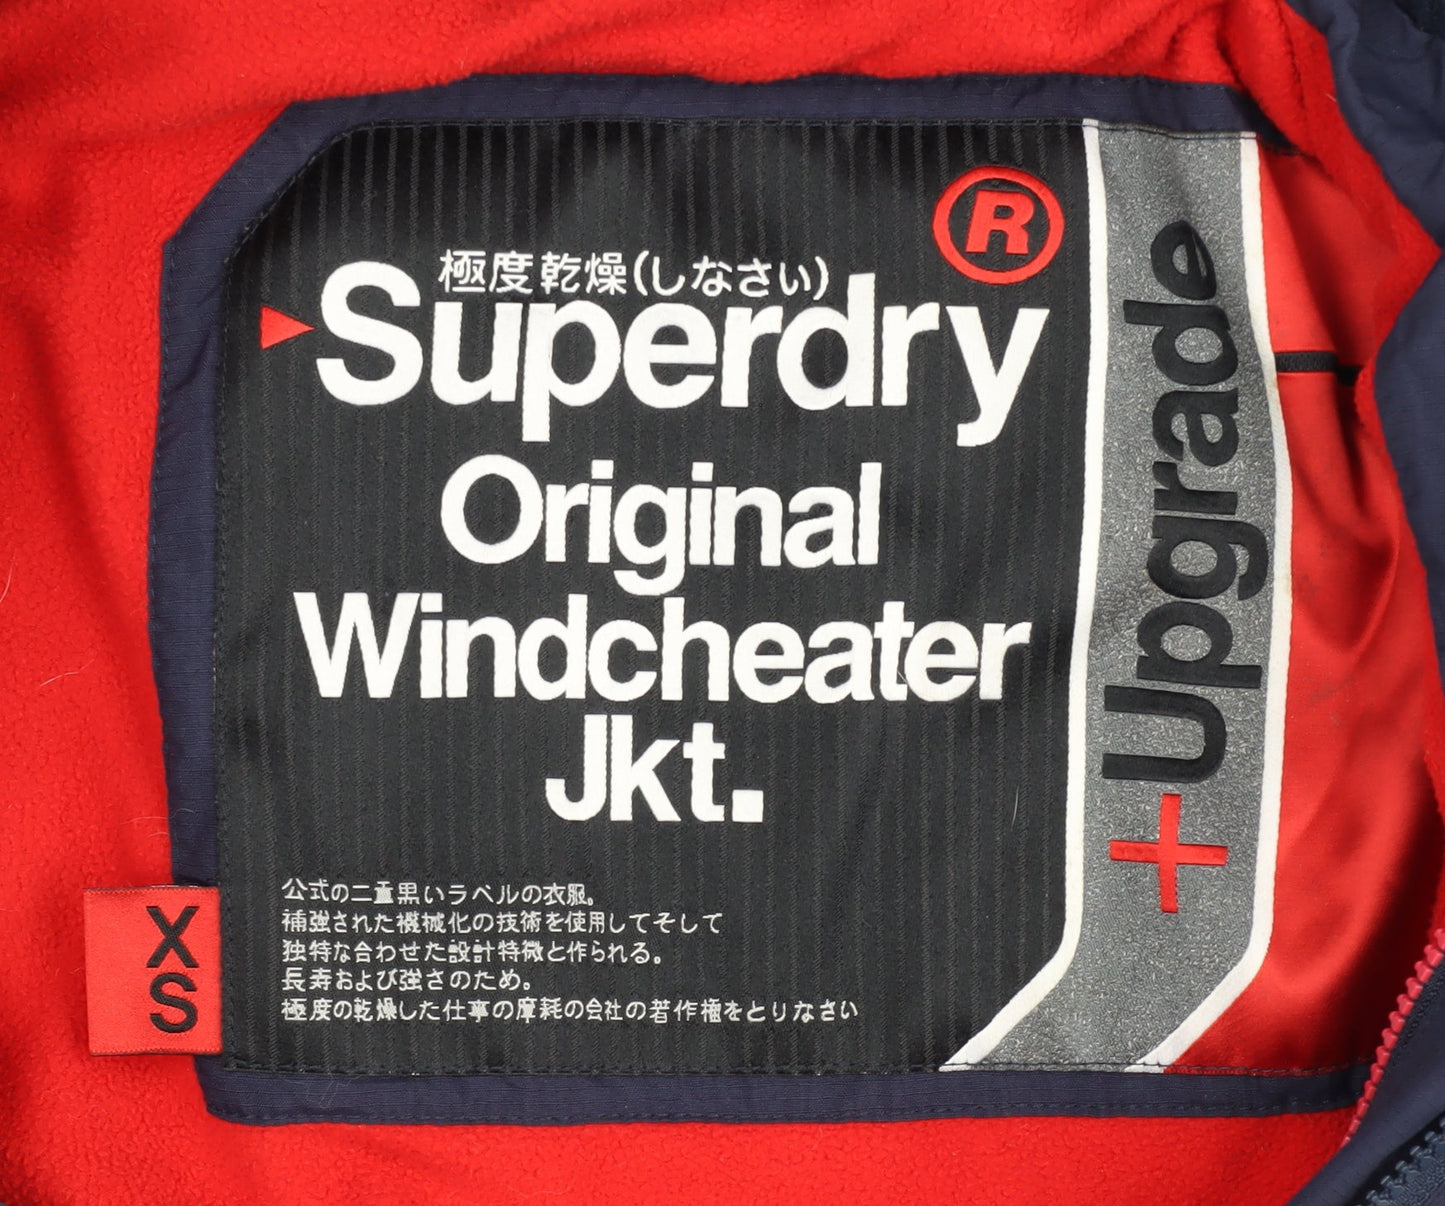 極度乾燥(しなさい)
®
Superdry
Original
Windcheater
Jkt.
+Upgrade
公式の二重黒いラベルの衣服。
補強された機械化の技術を使用してそして
独特な合わせた設計特微と作られる。
長寿および強さのため。
極度の乾燥した仕事の摩耗の会社の著作権をとりなさい
XS